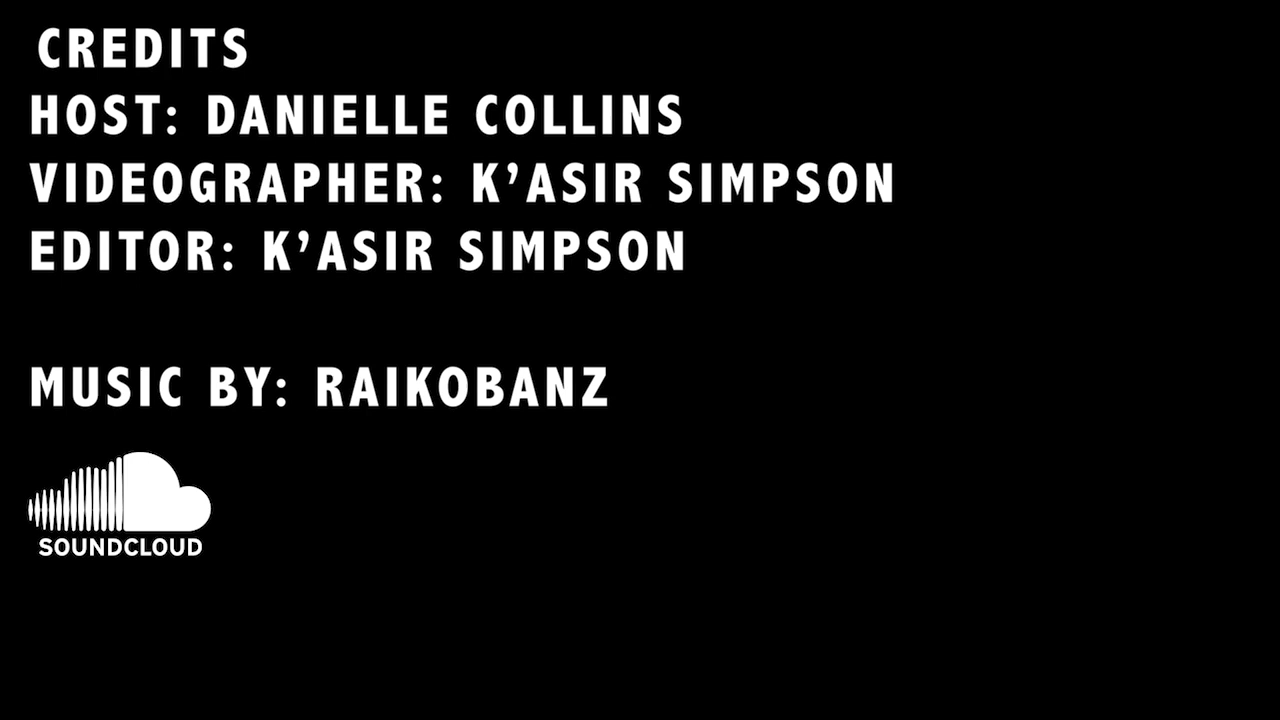 CREDITS
HOST: DANIELLE COLLINS
VIDEOGRAPHER: K’ASIR SIMPSON
EDITOR: K’ASIR SIMPSON
MUSIC BY: RAIKOBANZ
SOUNDCLOUD